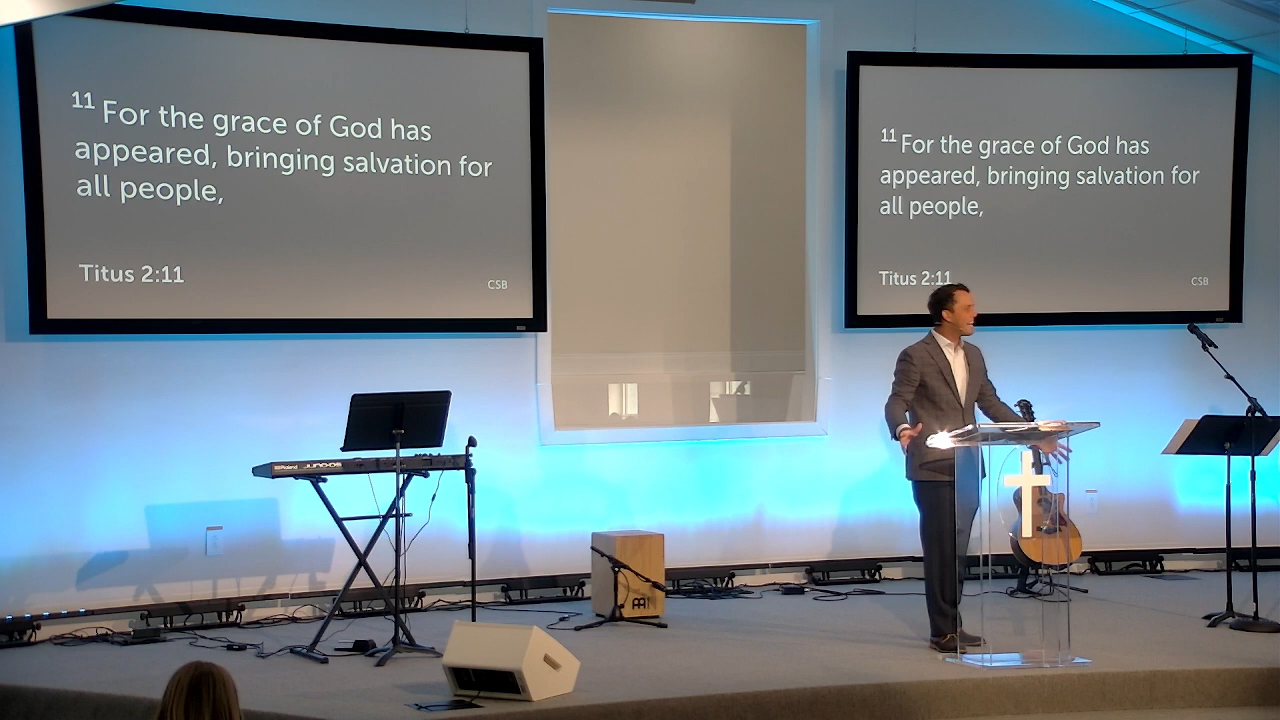 11 For the grace of God has
appeared, bringing salvation for
all people,
Titus 2:11
CSB
11 For the grace of God has
appeared, bringing salvation for
all people,
Titus 2:11
CSB
Roland JUNO-DS